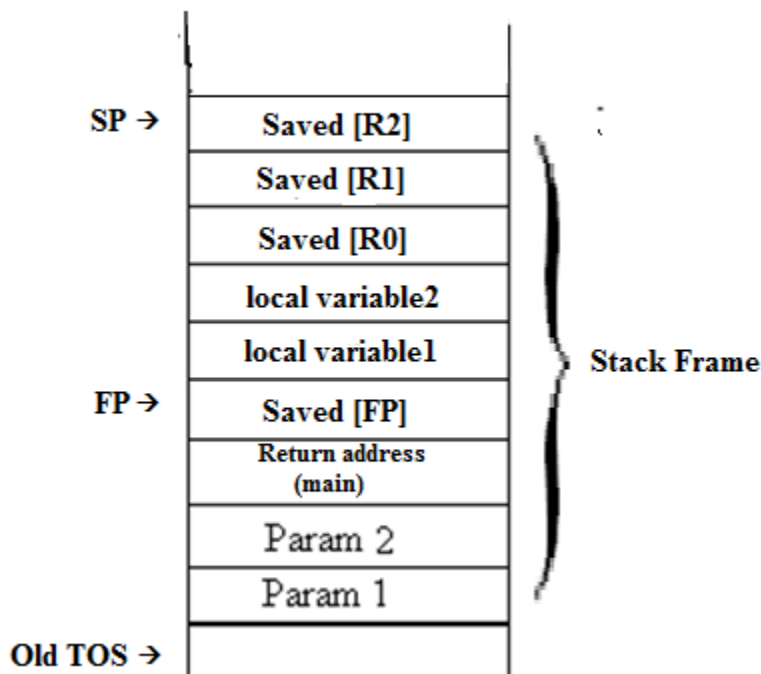 SP →
Saved [R2]
Saved [R1]
Saved [R0]
local variable2
local variable1
FP →
Saved [FP]
Return address
(main)
Param 2
Param 1
Old TOS →
Stack Frame